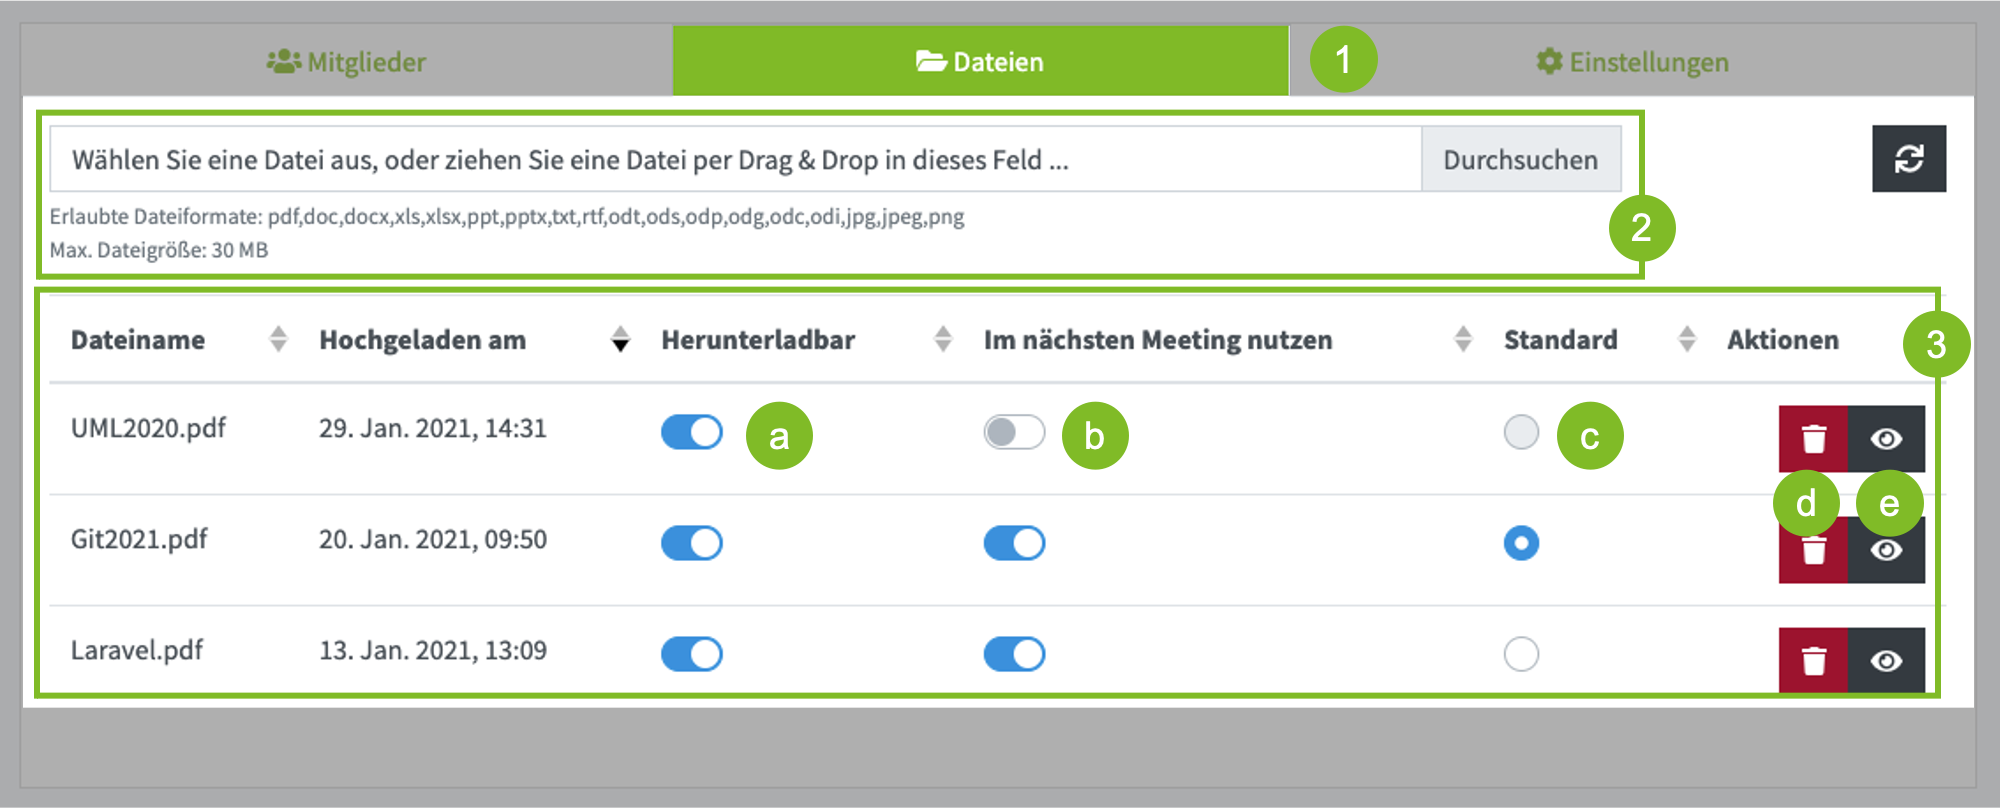 Mitglieder Dateien 1 Einstellungen
Wählen Sie eine Datei aus, oder ziehen Sie eine Datei per Drag & Drop in dieses Feld ... Durchsuchen
Erlaubte Dateiformate: pdf,doc,docx,xls,xlsx,ppt,pptx,txt,rtf,odt,ods,odp,odg,odc,odi,jpg,jpeg,png
2
Max. Dateigröße: 30 MB
Dateiname Hochgeladen am Herunterladbar Im nächsten Meeting nutzen Standard Aktionen 3
UML2020.pdf 29. Jan. 2021, 14:31 a b c
d e
Git2021.pdf 20. Jan. 2021, 09:50
Laravel.pdf 13. Jan. 2021, 13:09